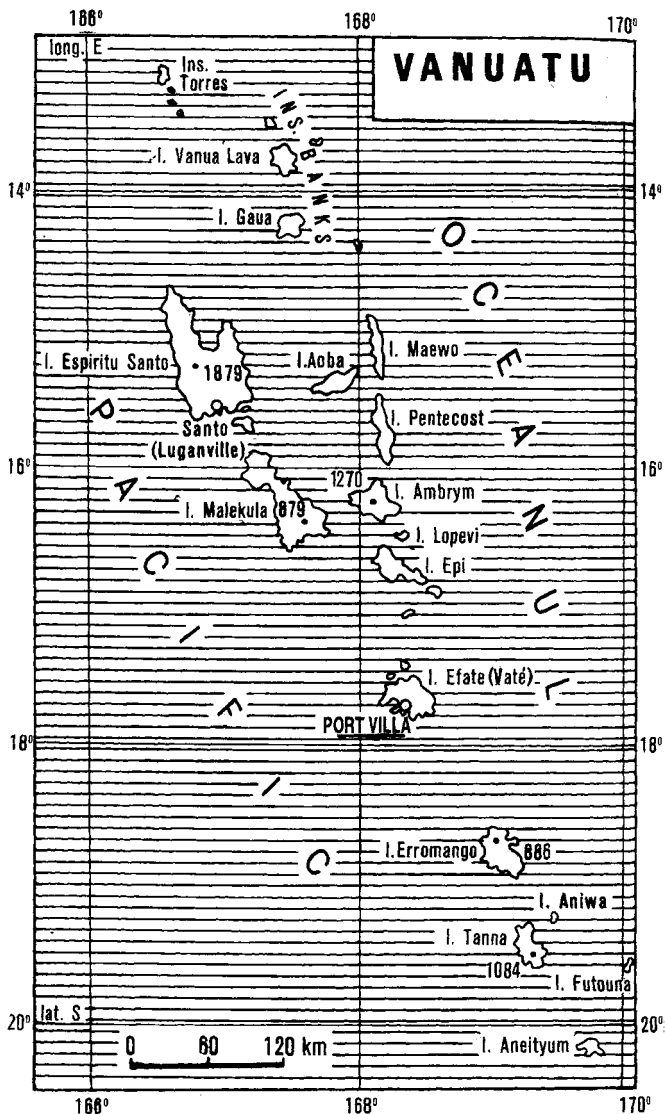 166° 168° 170°
long. E
VANUATU
Ins.
Torres
INS. BANKS
I. Vanua Lava
14° 14°
I. Gaua
OCEANUL
PACIFIC
I. Maewo
I.Aoba
I. Espiritu Santo
1879
I. Pentecost
Santo
(Luganville)
16° 16°
1270
I. Ambrym
I. Malekula 879
I. Lopevi
I. Epi
I. Efate (Vaté)
PORT VILLA
18° 18°
I.Erromango 886
I. Aniwa
I. Tanna
1084
I. Futouna
lat. S
20° 20°
0 60 120 km
I. Aneityum
166° 168° 170°